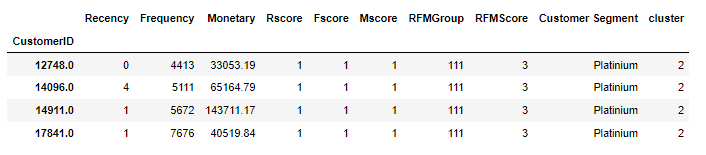 Recency Frequency Monetary Rscore Fscore Mscore RFMGroup RFMScore Customer Segment cluster
CustomerID
12748.0 0 4413 33053.19 1 1 1 111 3 Platinium 2
14096.0 4 5111 65164.79 1 1 1 111 3 Platinium 2
14911.0 1 5672 143711.17 1 1 1 111 3 Platinium 2
17841.0 1 7676 40519.84 1 1 1 111 3 Platinium 2